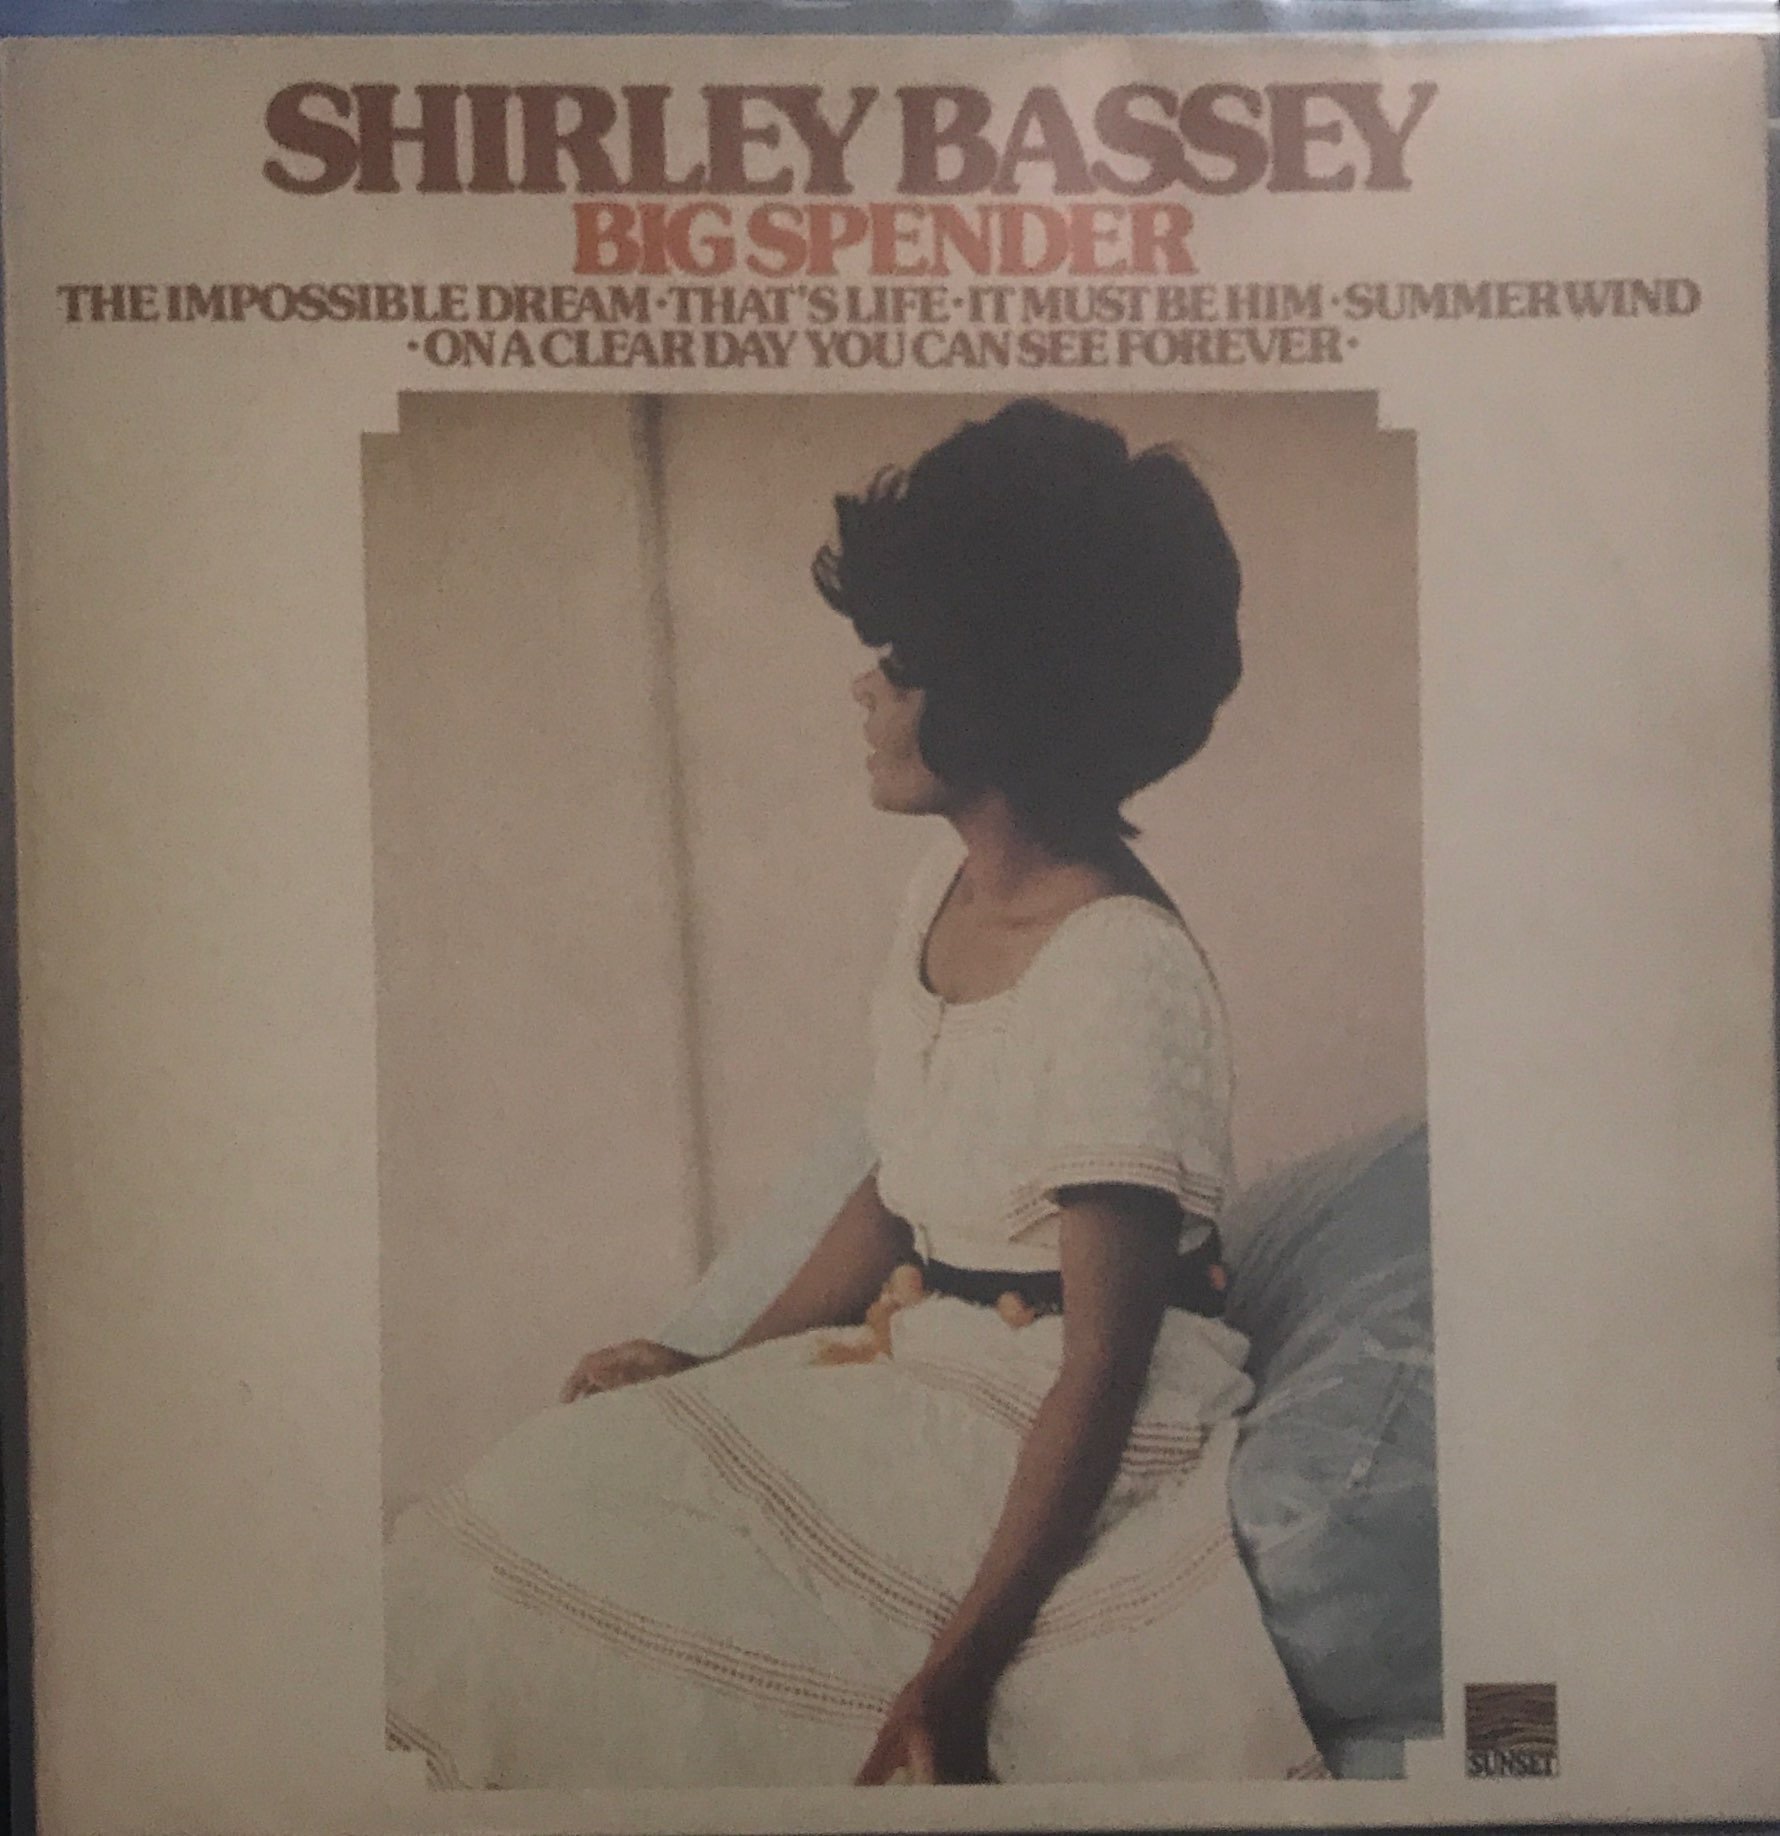 SHIRLEY BASSEY
BIG SPENDER
THE IMPOSSIBLE DREAM·THAT'S LIFE·IT MUST BE HIM·SUMMER WIND
·ON A CLEAR DAY YOU CAN SEE FOREVER·
SUNSET